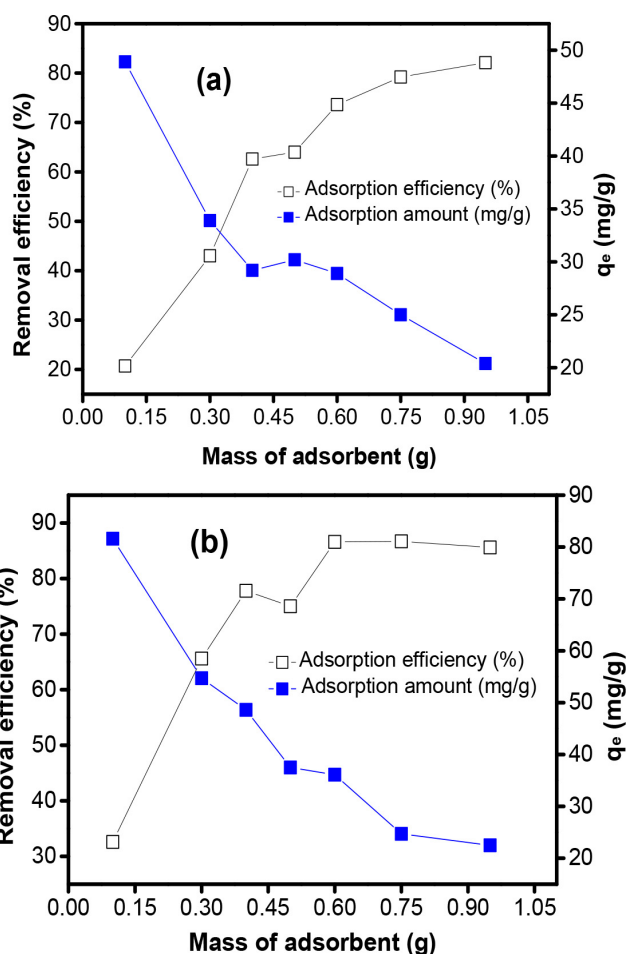 90
80
70
60
50
40
30
20
Removal efficiency (%)
(a)
Adsorption efficiency (%)
Adsorption amount (mg/g)
50
45
40
35
30
25
20
qe (mg/g)
0.00 0.15 0.30 0.45 0.60 0.75 0.90 1.05
Mass of adsorbent (g)
90
80
70
60
50
40
30
Removal efficiency (%)
(b)
Adsorption efficiency (%)
Adsorption amount (mg/g)
90
80
70
60
50
40
30
20
qe (mg/g)
0.00 0.15 0.30 0.45 0.60 0.75 0.90 1.05
Mass of adsorbent (g)